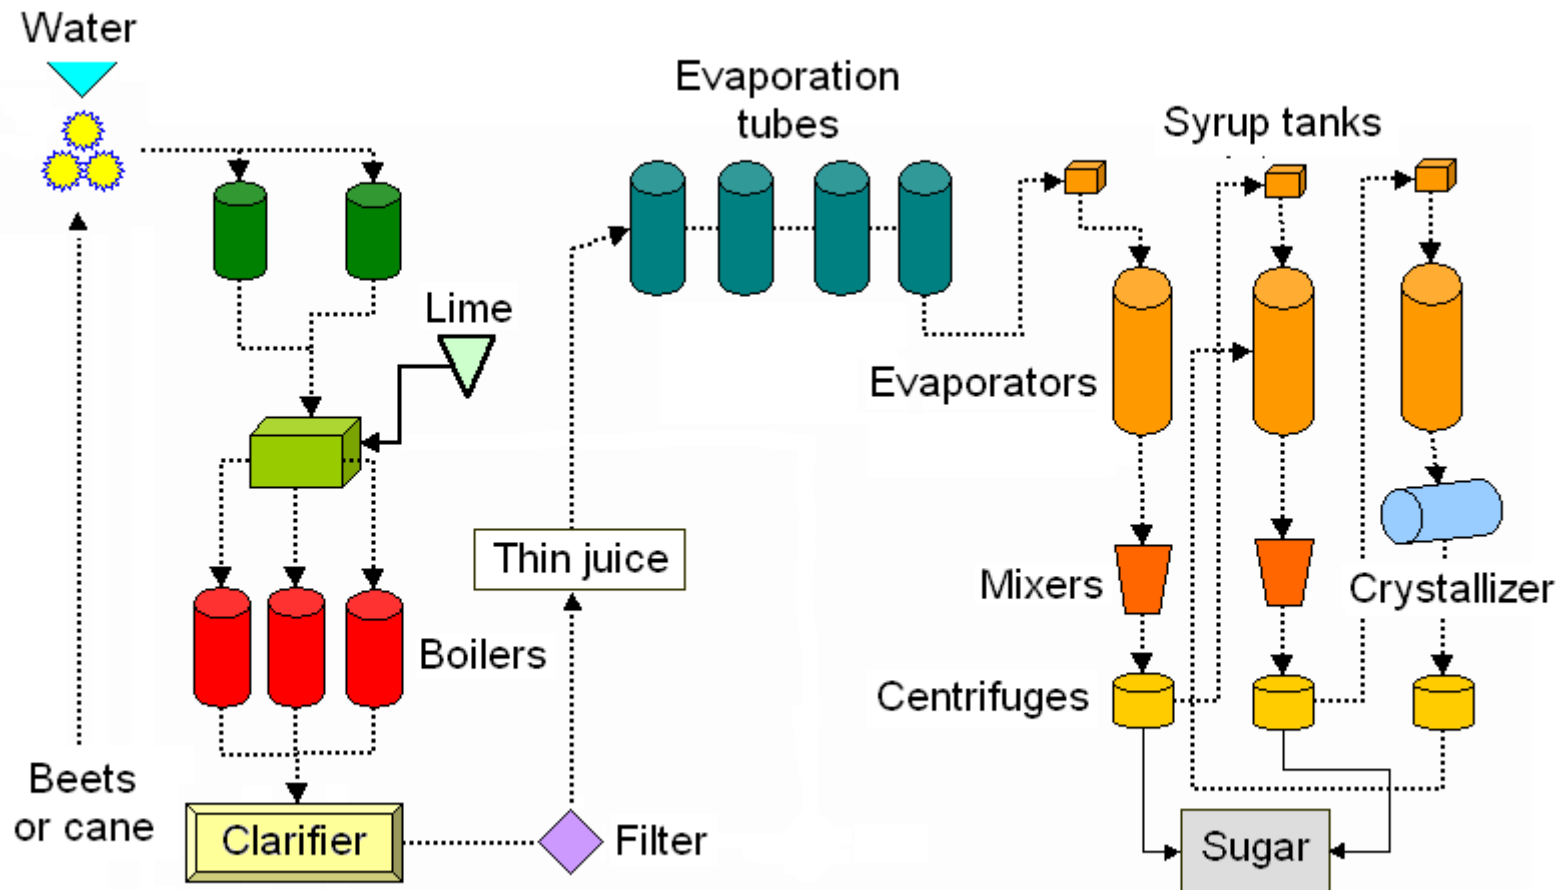 Water
Evaporation
tubes
Syrup tanks
Lime
Evaporators
Thin juice
Mixers
Crystallizer
Boilers
Centrifuges
Beets
or cane
Clarifier
Filter
Sugar